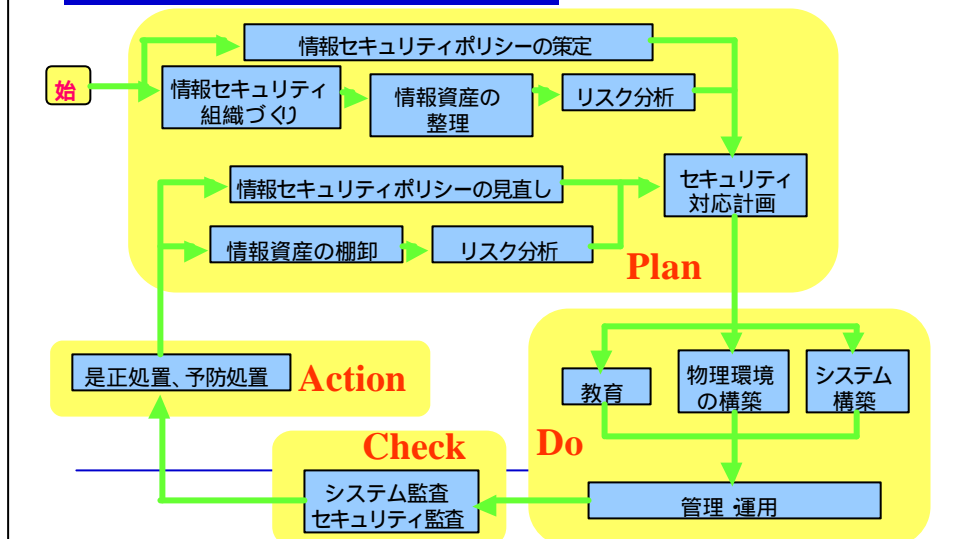 情報セキュリティポリシーの策定
始
情報セキュリティ
組織づくり
情報資産の
整理
リスク分析
情報セキュリティポリシーの見直し
セキュリティ
対応計画
情報資産の棚卸
リスク分析
Plan
是正処置、予防処置
Action
教育
物理環境
の構築
システム
構築
Check
Do
システム監査
セキュリティ監査
管理・運用